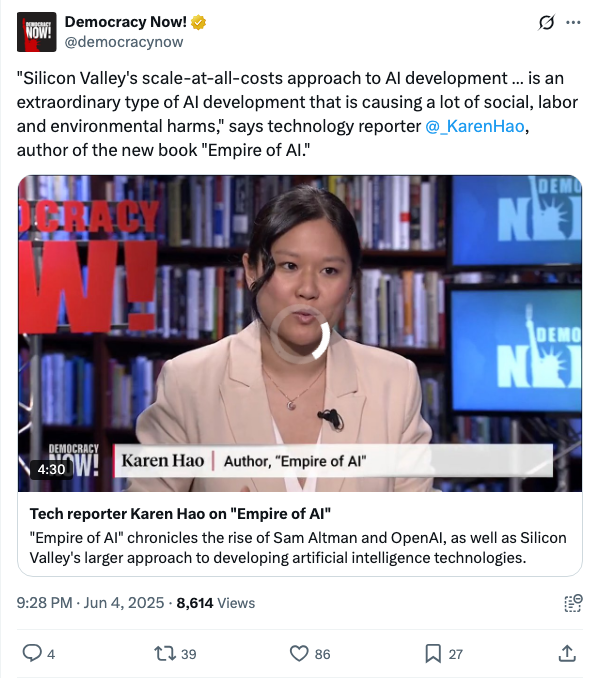 DEMOCRACY
NOW!
Democracy Now!
@democracynow
"Silicon Valley's scale-at-all-costs approach to AI development ... is an
extraordinary type of AI development that is causing a lot of social, labor
and environmental harms," says technology reporter @_KarenHao,
author of the new book "Empire of AI."
CRACY
W!
DEMO
N
DEMO
N
DEMOCRACY
NOW!
4:30
Karen Hao | Author, "Empire of AI"
Tech reporter Karen Hao on "Empire of AI"
"Empire of AI" chronicles the rise of Sam Altman and OpenAI, as well as Silicon
Valley's larger approach to developing artificial intelligence technologies.
9:28 PM · Jun 4, 2025 · 8,614 Views
4 39 86 27